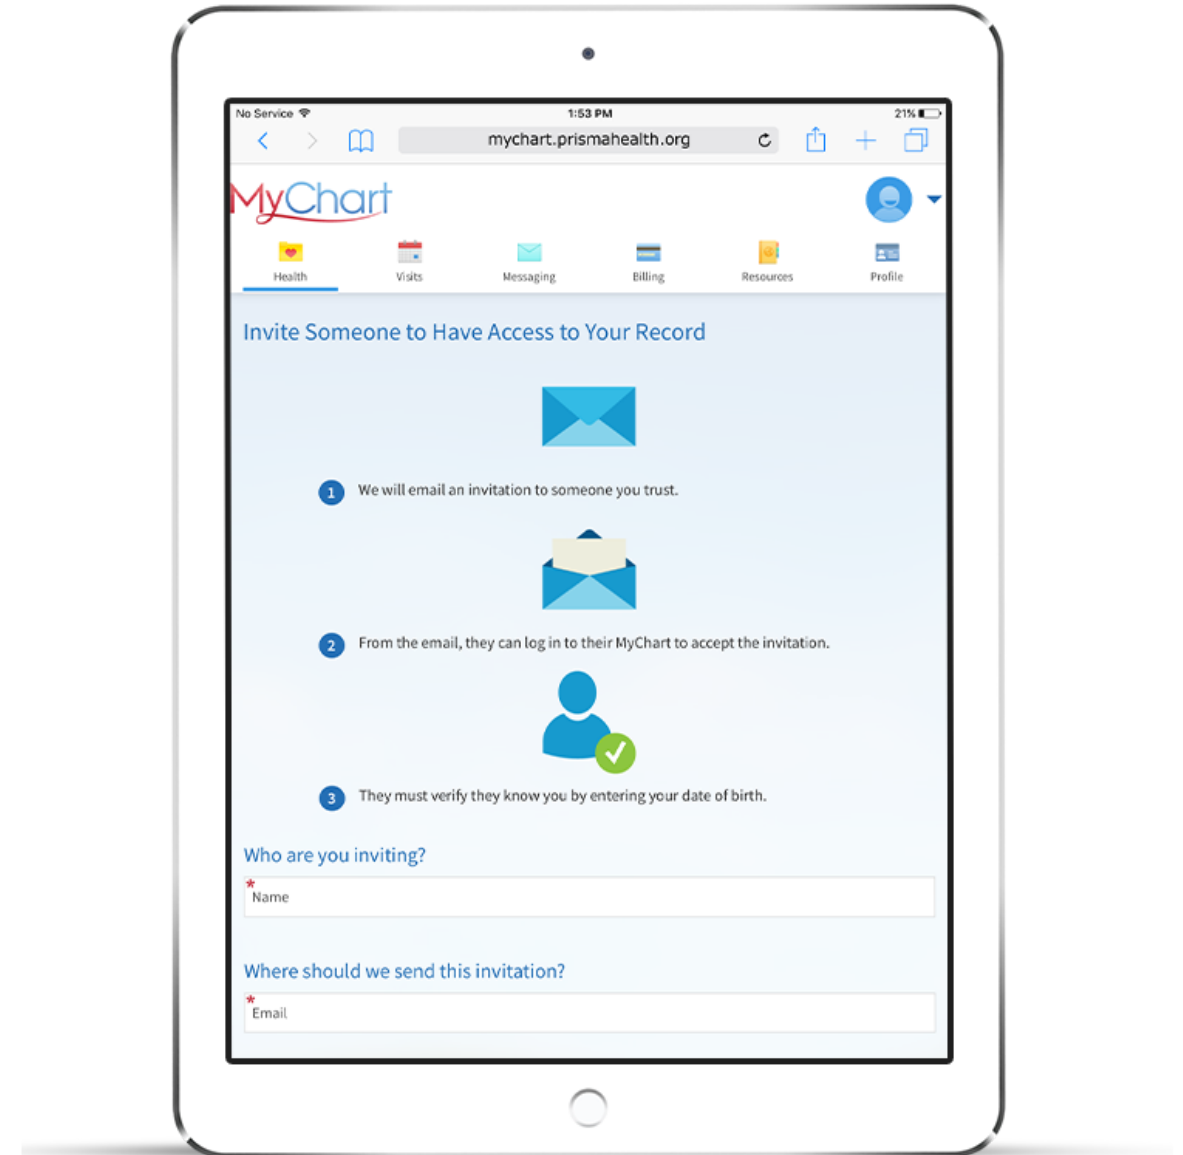 No Service 1:53 PM 21%
mychart.prismahealth.org
MyChart
Health Visits Messaging Billing Resources Profile
Invite Someone to Have Access to Your Record
1 We will email an invitation to someone you trust.
2 From the email, they can log in to their MyChart to accept the invitation.
3 They must verify they know you by entering your date of birth.
Who are you inviting?
* Name
Where should we send this invitation?
* Email